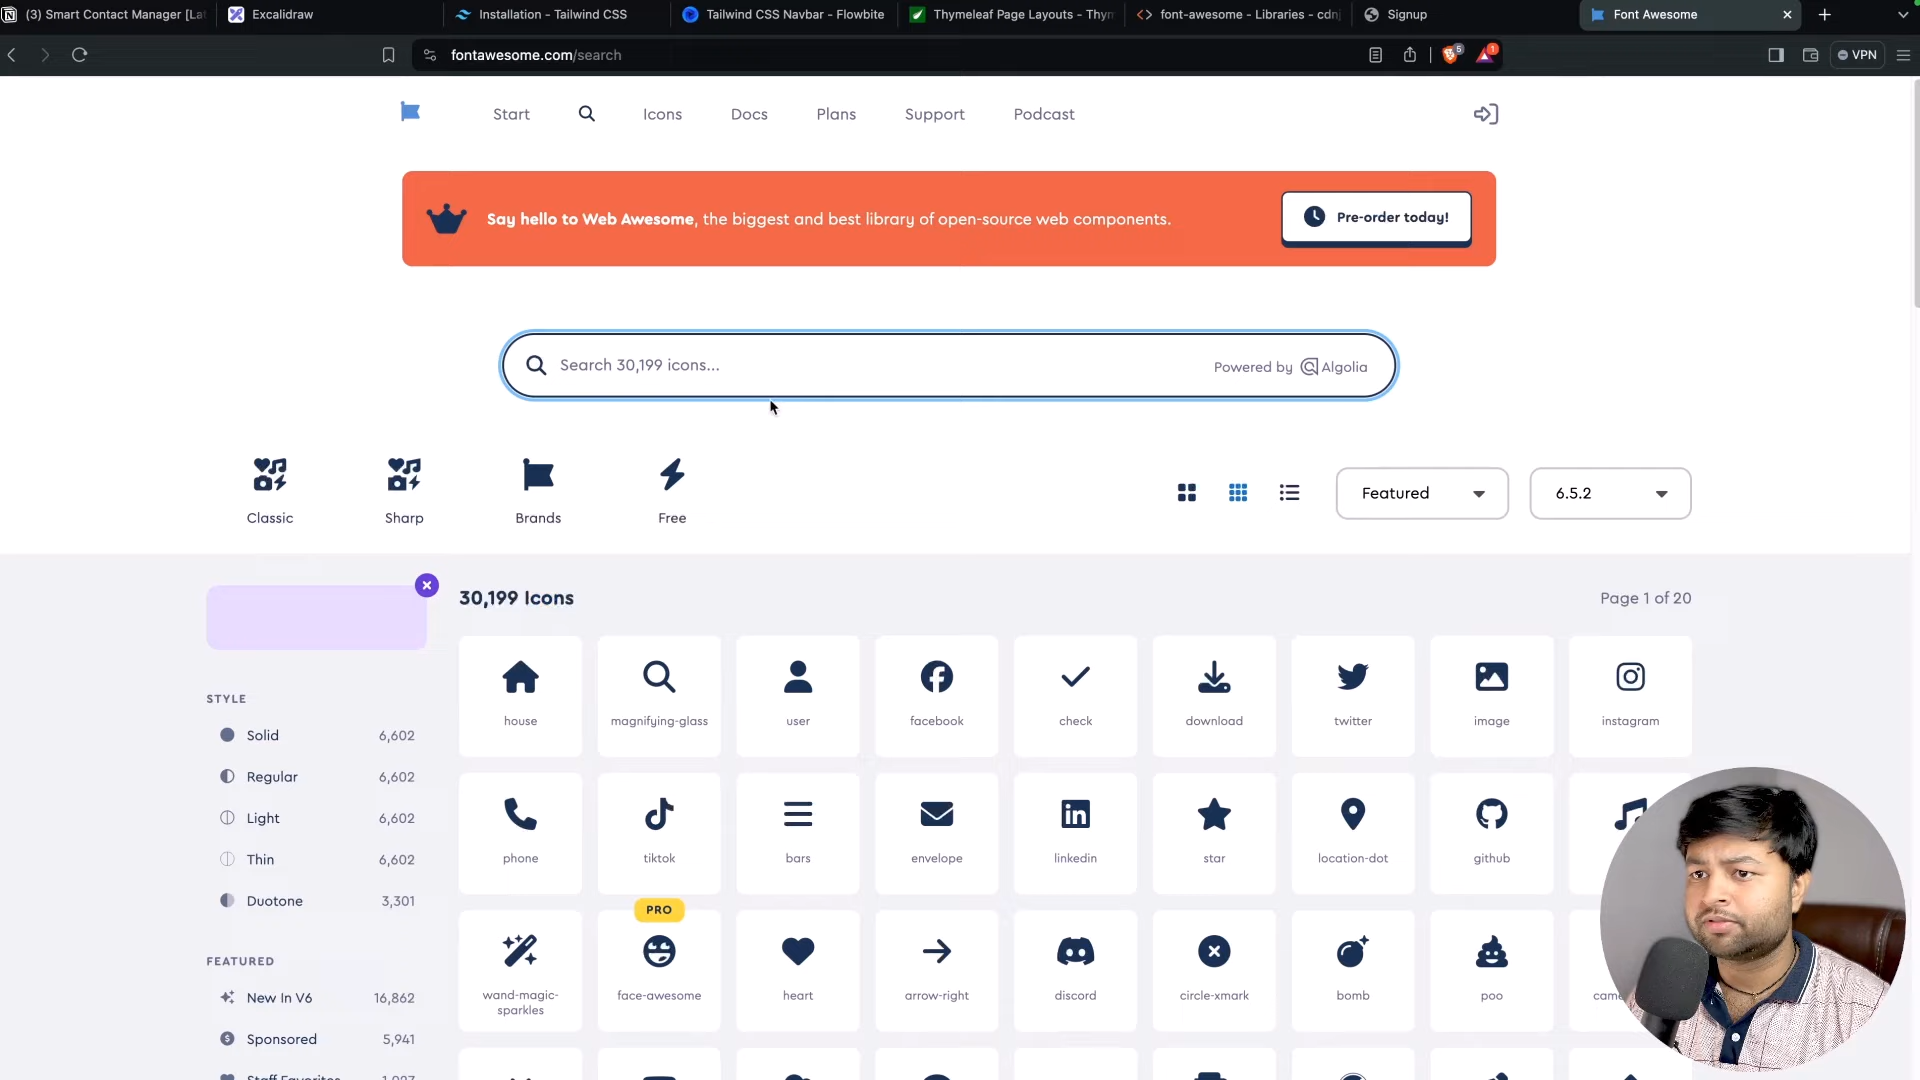 (3) Smart Contact Manager [Lat
Excalidraw
Installation - Tailwind CSS
Tailwind CSS Navbar - Flowbite
Thymeleaf Page Layouts - Thym
font-awesome - Libraries - cdnj
Signup
Font Awesome
fontawesome.com/search
5
1
VPN
Start
Icons
Docs
Plans
Support
Podcast
Say hello to Web Awesome, the biggest and best library of open-source web components.
Pre-order today!
Search 30,199 icons...
Powered by Algolia
Classic
Sharp
Brands
Free
Featured
6.5.2
30,199 Icons
Page 1 of 20
STYLE
Solid 6,602
Regular 6,602
Light 6,602
Thin 6,602
Duotone 3,301
FEATURED
New In V6 16,862
Sponsored 5,941
house
magnifying-glass
user
facebook
check
download
twitter
image
instagram
phone
tiktok
bars
envelope
linkedin
star
location-dot
github
PRO
wand-magic-
sparkles
face-awesome
heart
arrow-right
discord
circle-xmark
bomb
poo